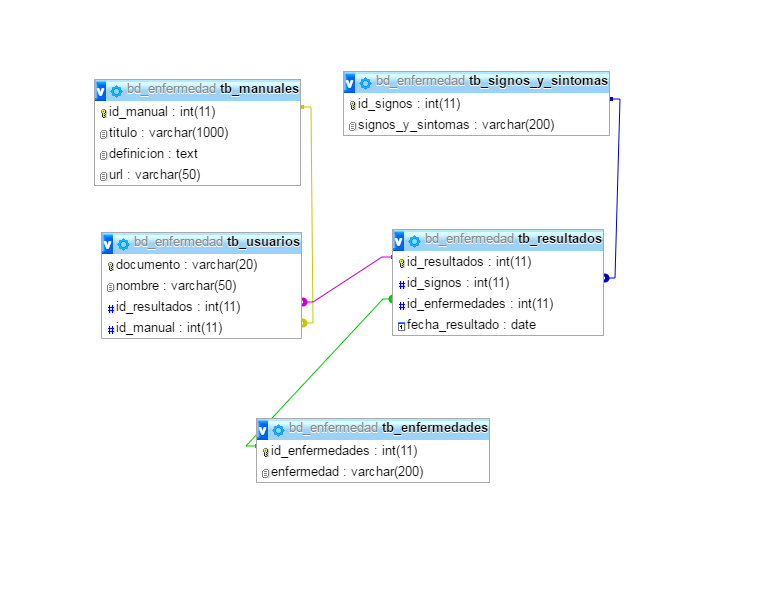 bd_enfermedad tb_manuales
id_manual : int(11)
titulo : varchar(1000)
definicion : text
url : varchar(50)
bd_enfermedad tb_signos_y_sintomas
id_signos : int(11)
signos_y_sintomas : varchar(200)
bd_enfermedad tb_usuarios
documento : varchar(20)
nombre : varchar(50)
id_resultados : int(11)
id_manual : int(11)
bd_enfermedad tb_resultados
id_resultados : int(11)
id_signos : int(11)
id_enfermedades : int(11)
fecha_resultado : date
bd_enfermedad tb_enfermedades
id_enfermedades : int(11)
enfermedad : varchar(200)